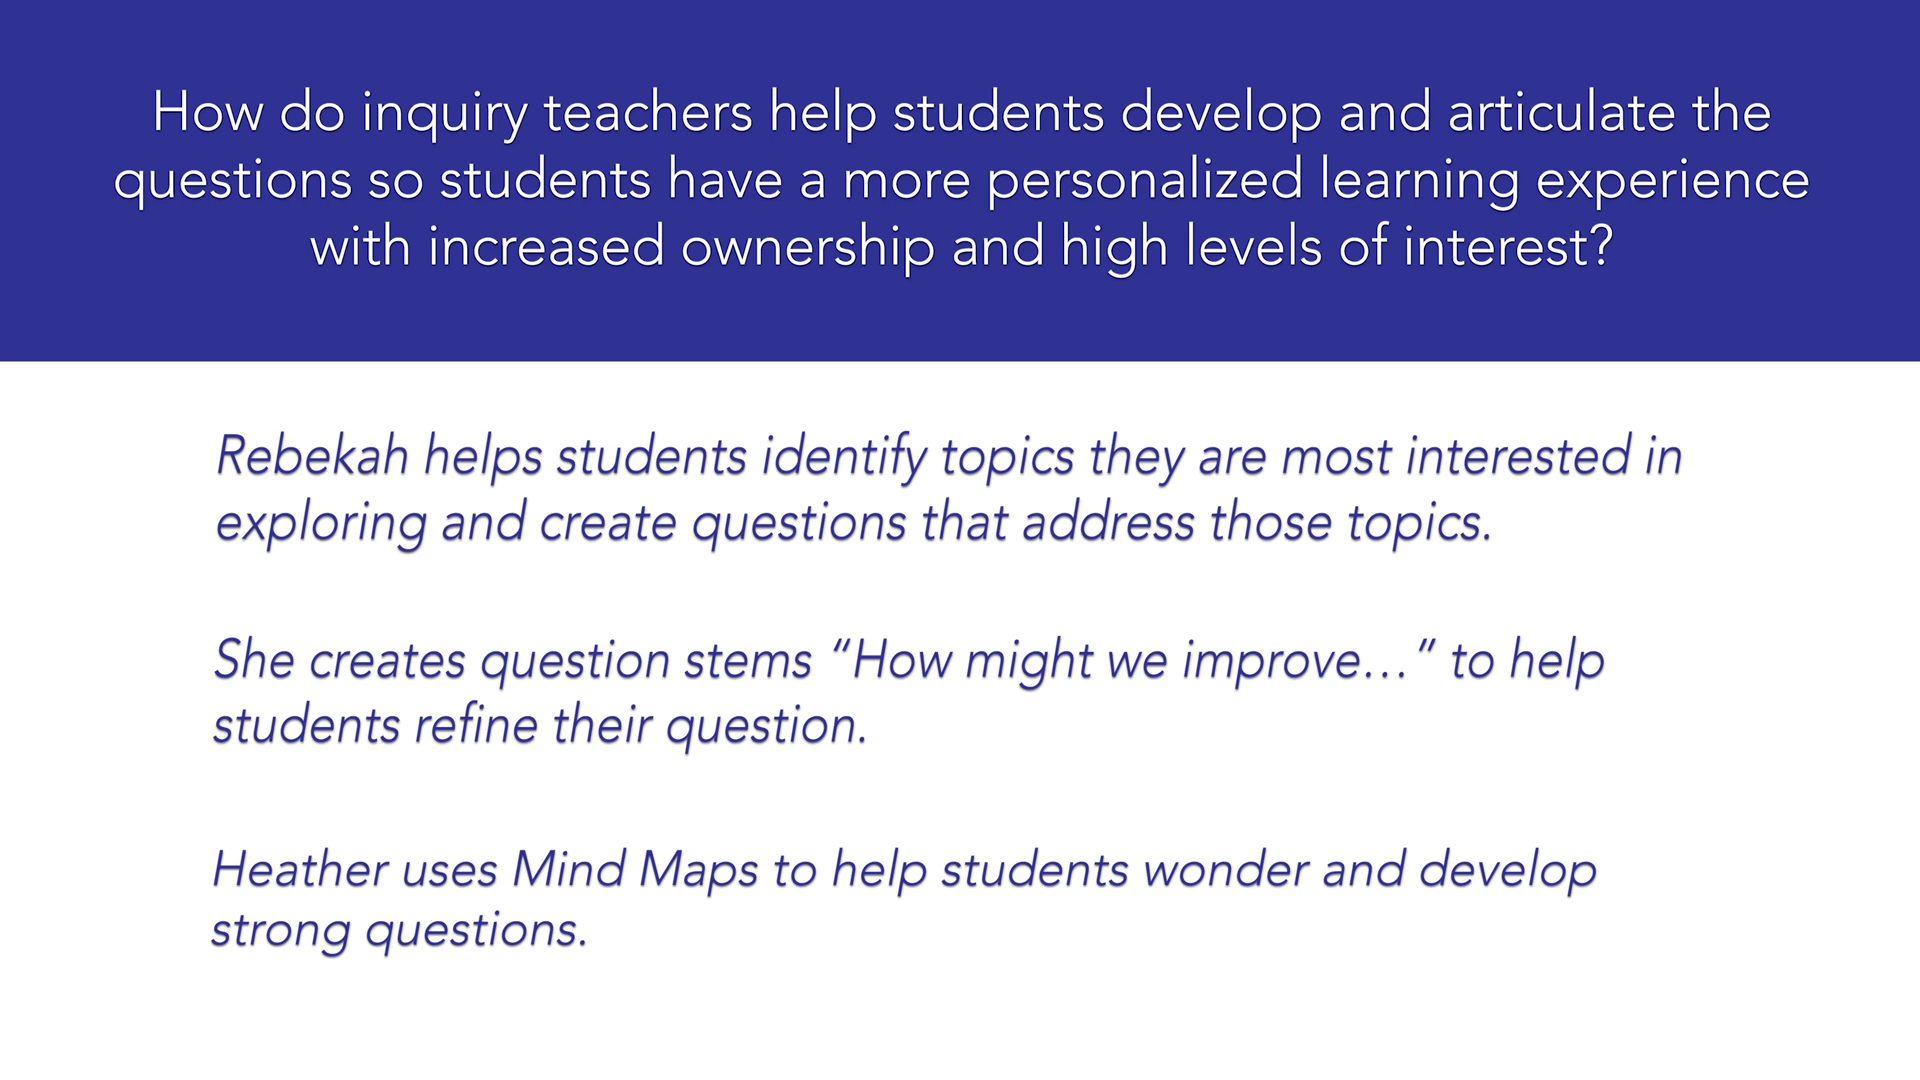 How do inquiry teachers help students develop and articulate the
questions so students have a more personalized learning experience
with increased ownership and high levels of interest?
Rebekah helps students identify topics they are most interested in
exploring and create questions that address those topics.
She creates question stems “How might we improve…” to help
students refine their question.
Heather uses Mind Maps to help students wonder and develop
strong questions.